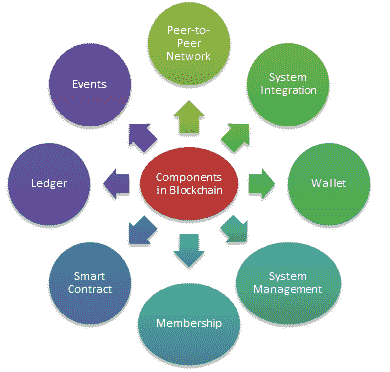 Peer-to-
Peer
Network
Events
System
Integration
Components
in Blockchain
Ledger
Wallet
Smart
Contract
System
Management
Membership